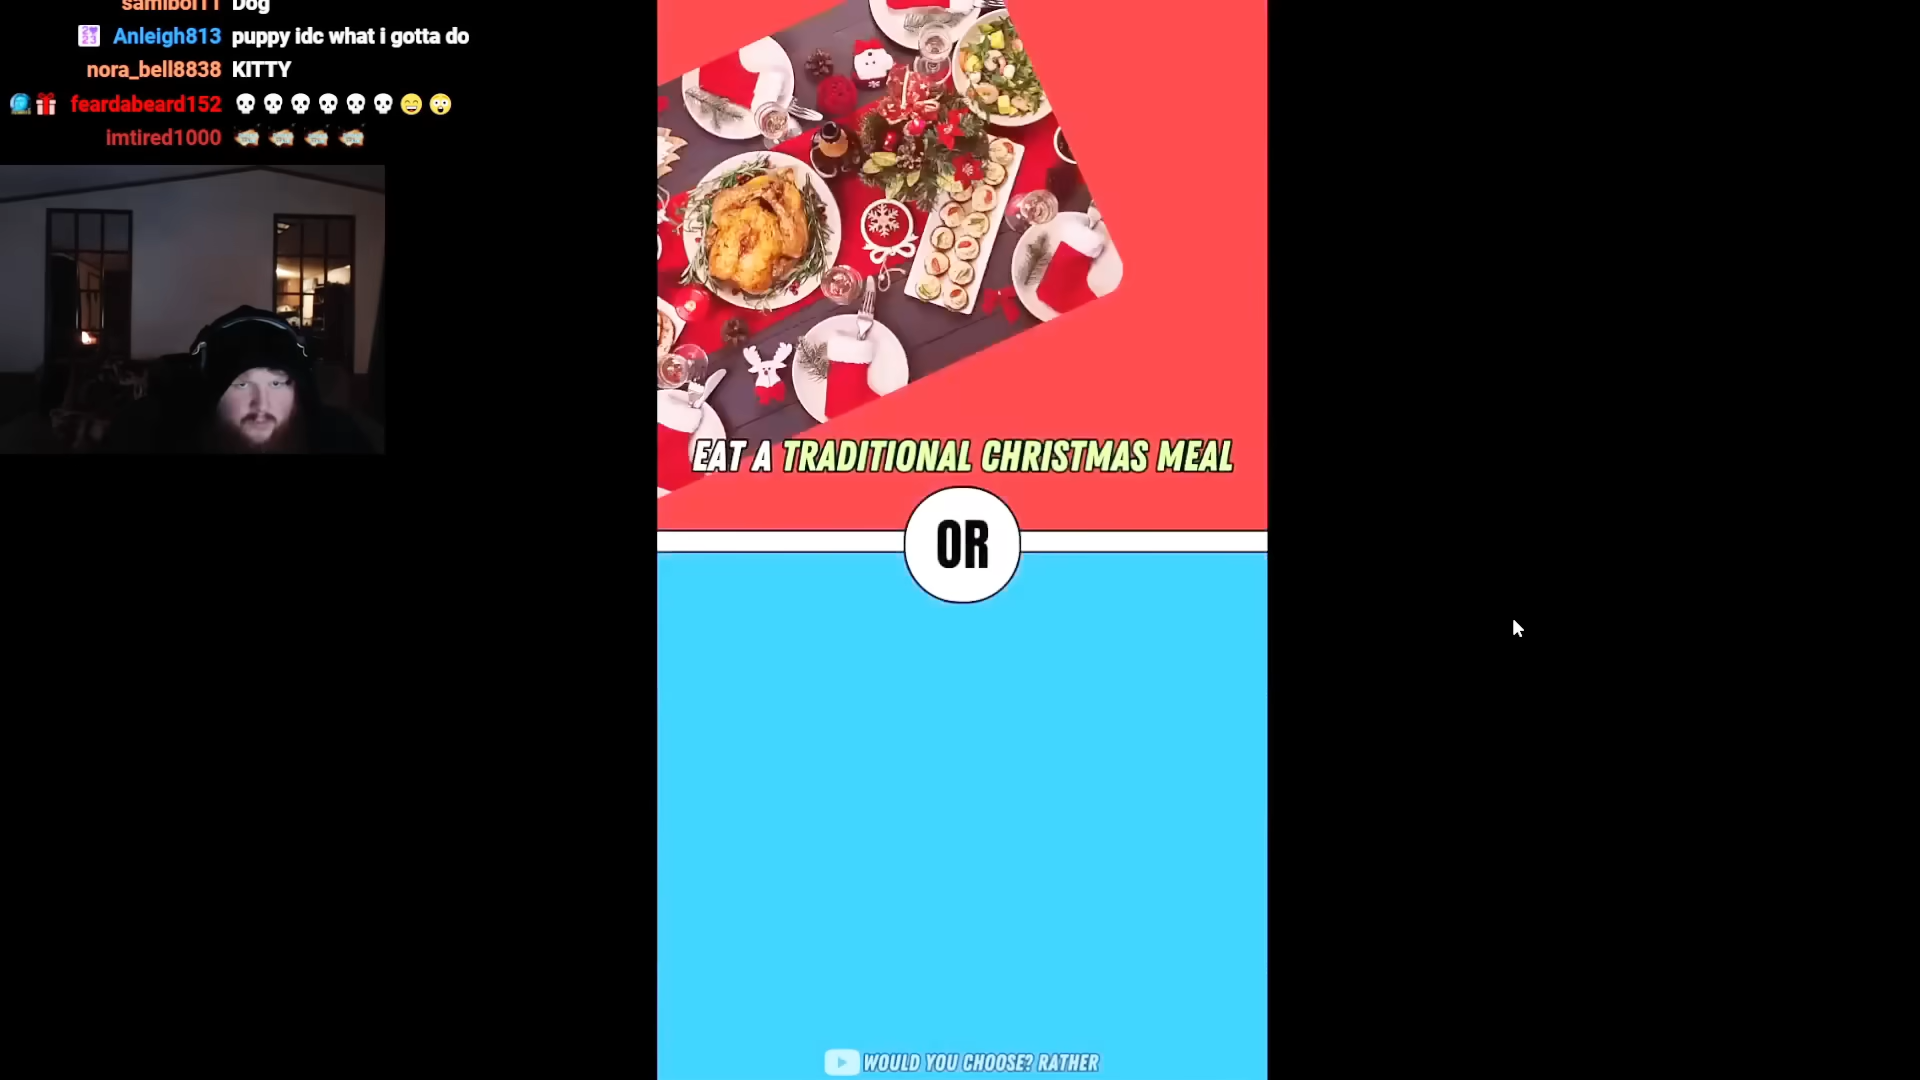 samiboi11 Dog
Anleigh813 puppy idc what i gotta do
nora_bell8838 KITTY
feardabeard152 💀💀💀💀💀💀😁😲
imtired1000
EAT A TRADITIONAL CHRISTMAS MEAL
OR
WOULD YOU CHOOSE? RATHER